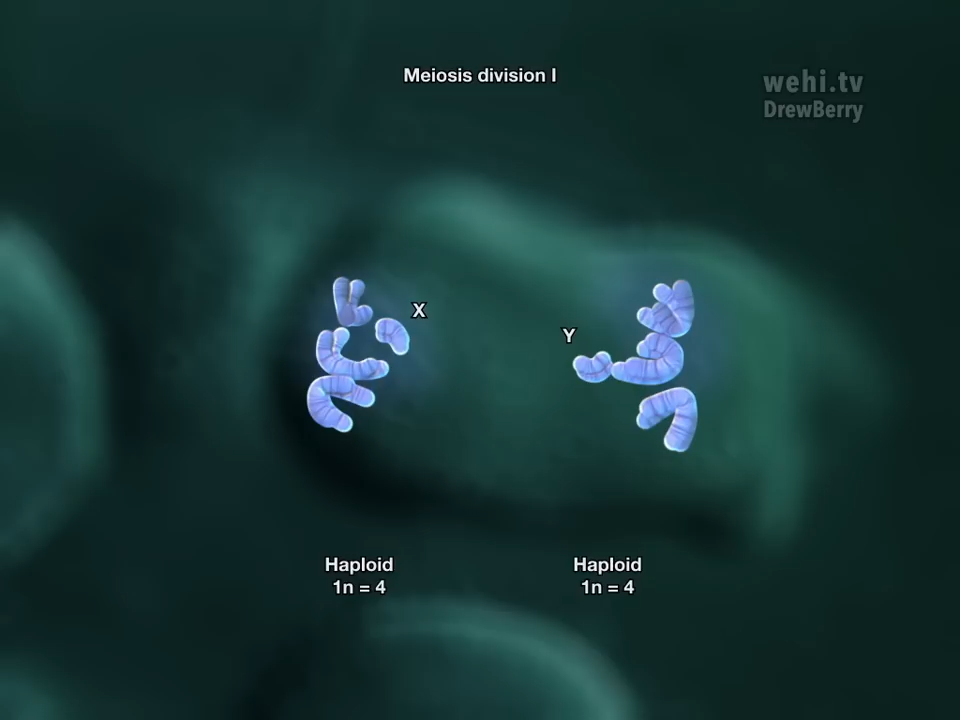 Meiosis division I
wehi.tv
DrewBerry
X
Y
Haploid
1n = 4
Haploid
1n = 4